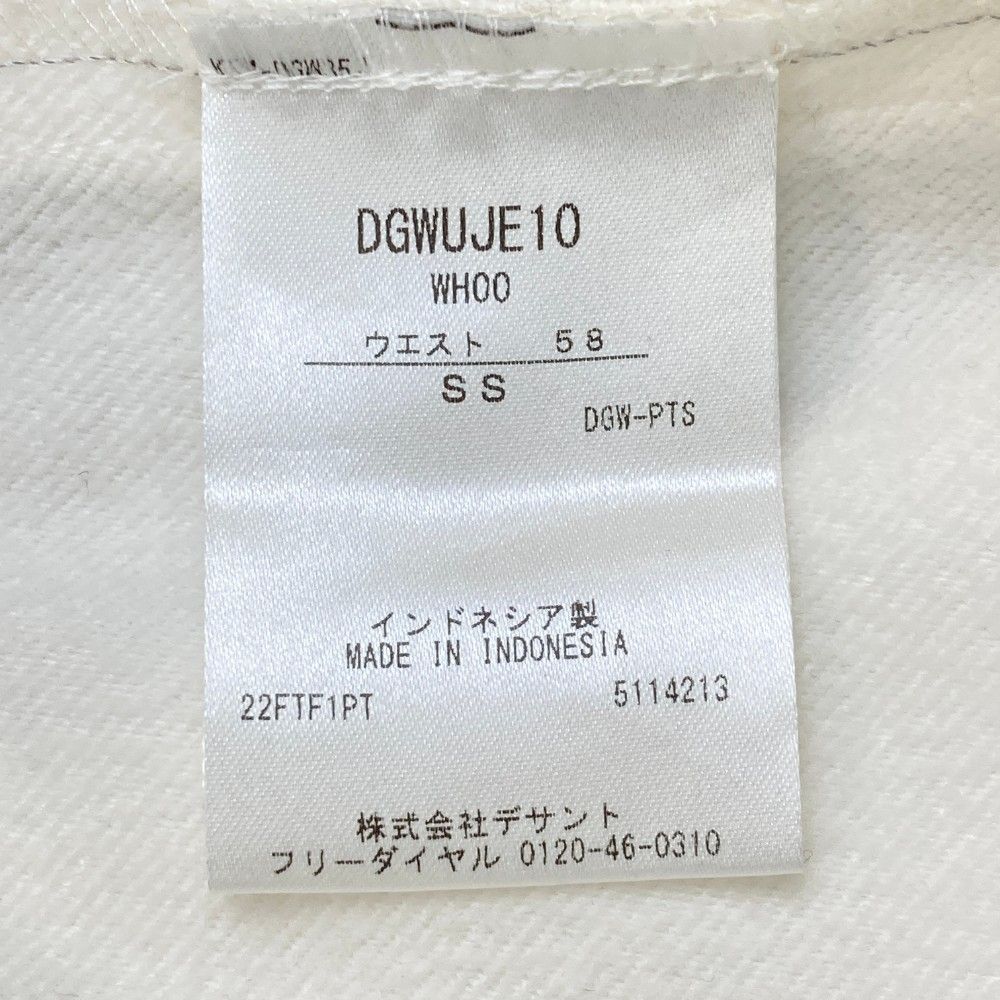 DGWUJE10
WH00
ウエスト 58
SS
DGW-PTS
インドネシア製
MADE IN INDONESIA
22FTF1PT 5114213
株式会社デサント
フリーダイヤル 0120-46-0310